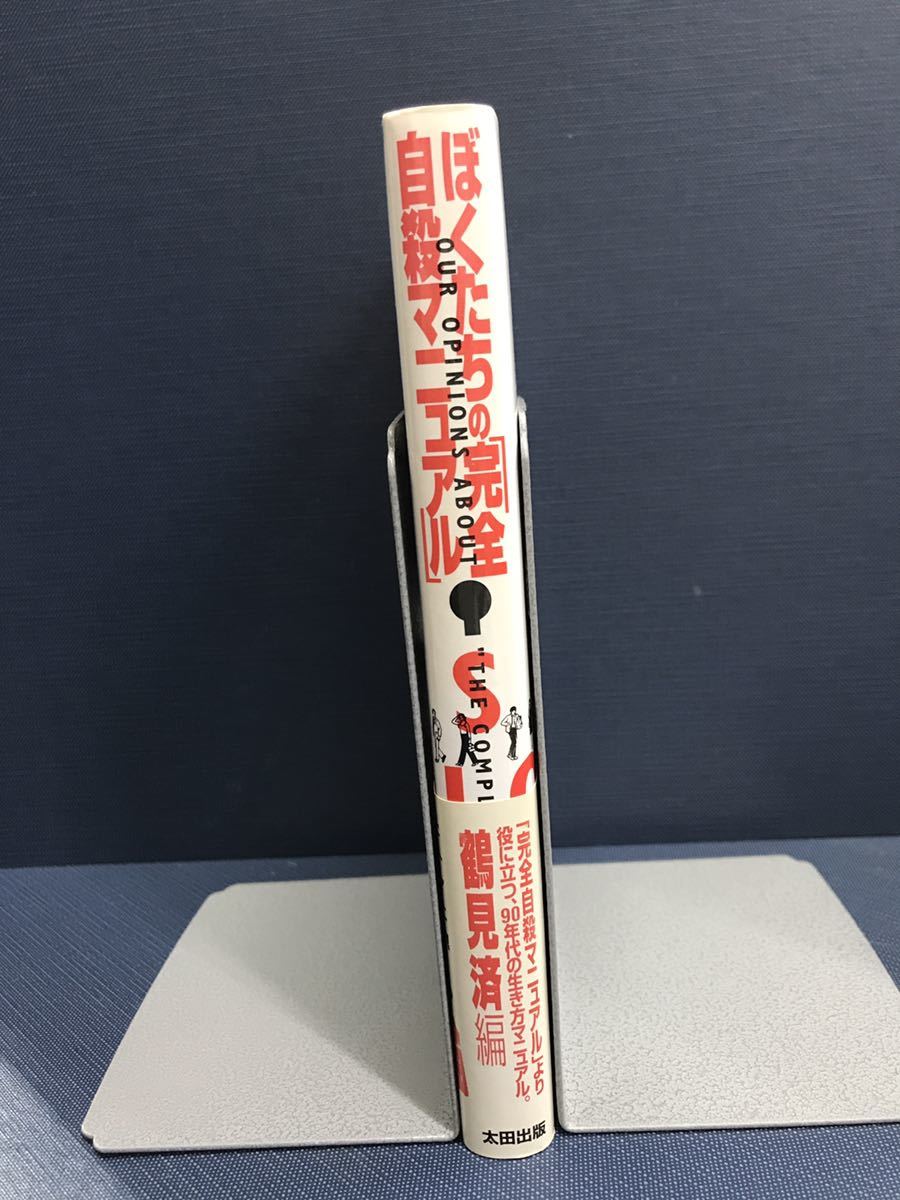 ぼくたちの『完全
自殺マニュアル』
OUR OPINIONS ABOUT
"THE COMPL
S
『完全自殺マニュアル』より
役に立つ、90年代の生き方マニュアル。
鶴見済編
太田出版